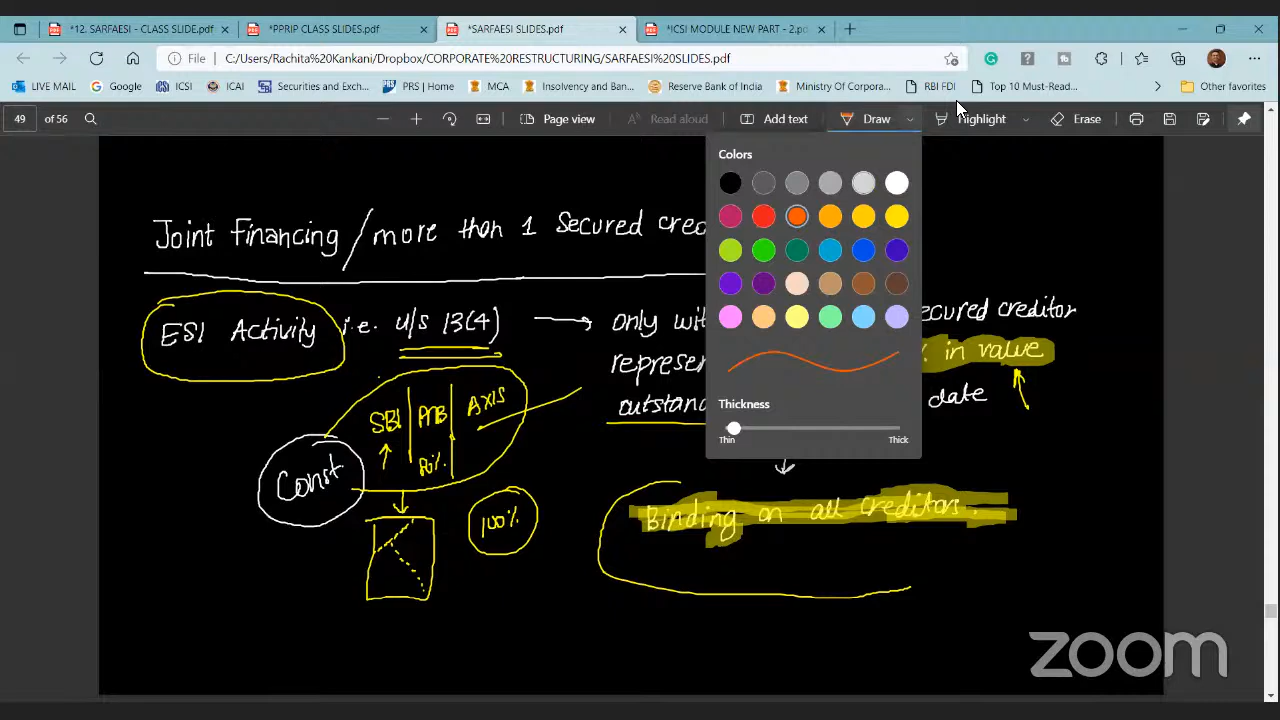 *12. SARFAESI - CLASS SLIDE.pdf
*PPRIP CLASS SLIDES.pdf
*SARFAESI SLIDES.pdf
*ICSI MODULE NEW PART - 2.pd
File
C:/Users/Rachita%20Kankani/Dropbox/CORPORATE%20RESTRUCTURING/SARFAESI%20SLIDES.pdf
LIVE MAIL
Google
ICSI
ICAI
Securities and Exch...
PRS | Home
MCA
Insolvency and Ban...
Reserve Bank of India
Ministry Of Corpora...
RBI FDI
Top 10 Must-Read...
Other favorites
49 of 56
Page view
Read aloud
Add text
Draw
Highlight
Erase
Colors
Thickness
Thin
Thick
Joint Financing/more than 1 Secured cred
ESI Activity i.e. u/s 13(4) → Only wit
ecured creditor
represen
% in value
outstand
date
SBI | PNB | AXIS
80%
Const
100%
Binding on all creditors.
zoom